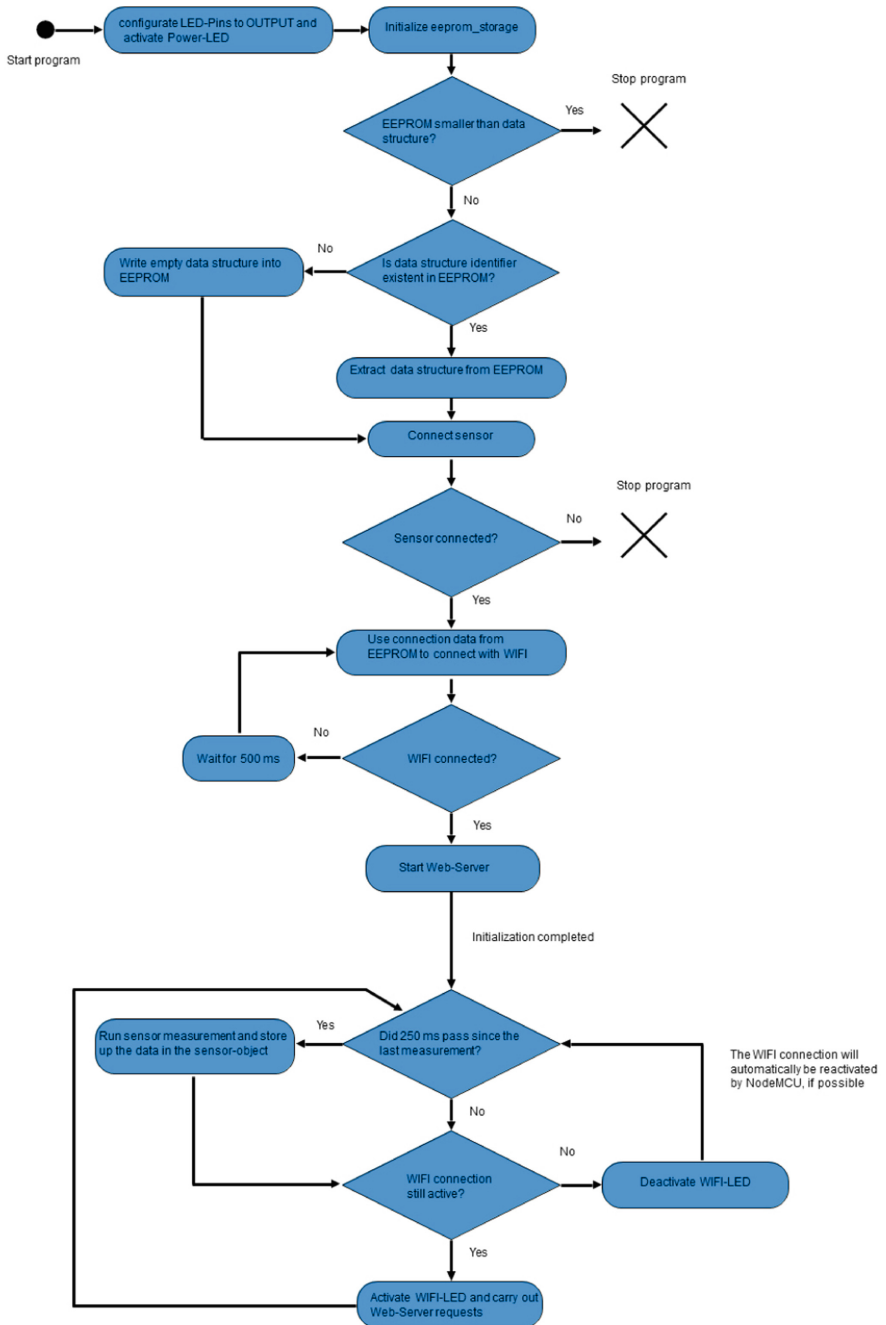 configurate LED-Pins to OUTPUT and
activate Power-LED
Initialize eeprom_storage
Start program
Stop program
EEPROM smaller than data
structure?
Yes
No
Is data structure identifier
existent in EEPROM?
No
Write empty data structure into
EEPROM
Yes
Extract data structure from EEPROM
Connect sensor
Stop program
Sensor connected?
No
Yes
Use connection data from
EEPROM to connect with WIFI
No
Wait for 500 ms
WIFI connected?
Yes
Start Web-Server
Initialization completed
Did 250 ms pass since the
last measurement?
Yes
Run sensor measurement and store
up the data in the sensor-object
The WIFI connection will
automatically be reactivated
by NodeMCU, if possible
No
WIFI connection
still active?
No
Deactivate WIFI-LED
Yes
Activate WIFI-LED and carry out
Web-Server requests